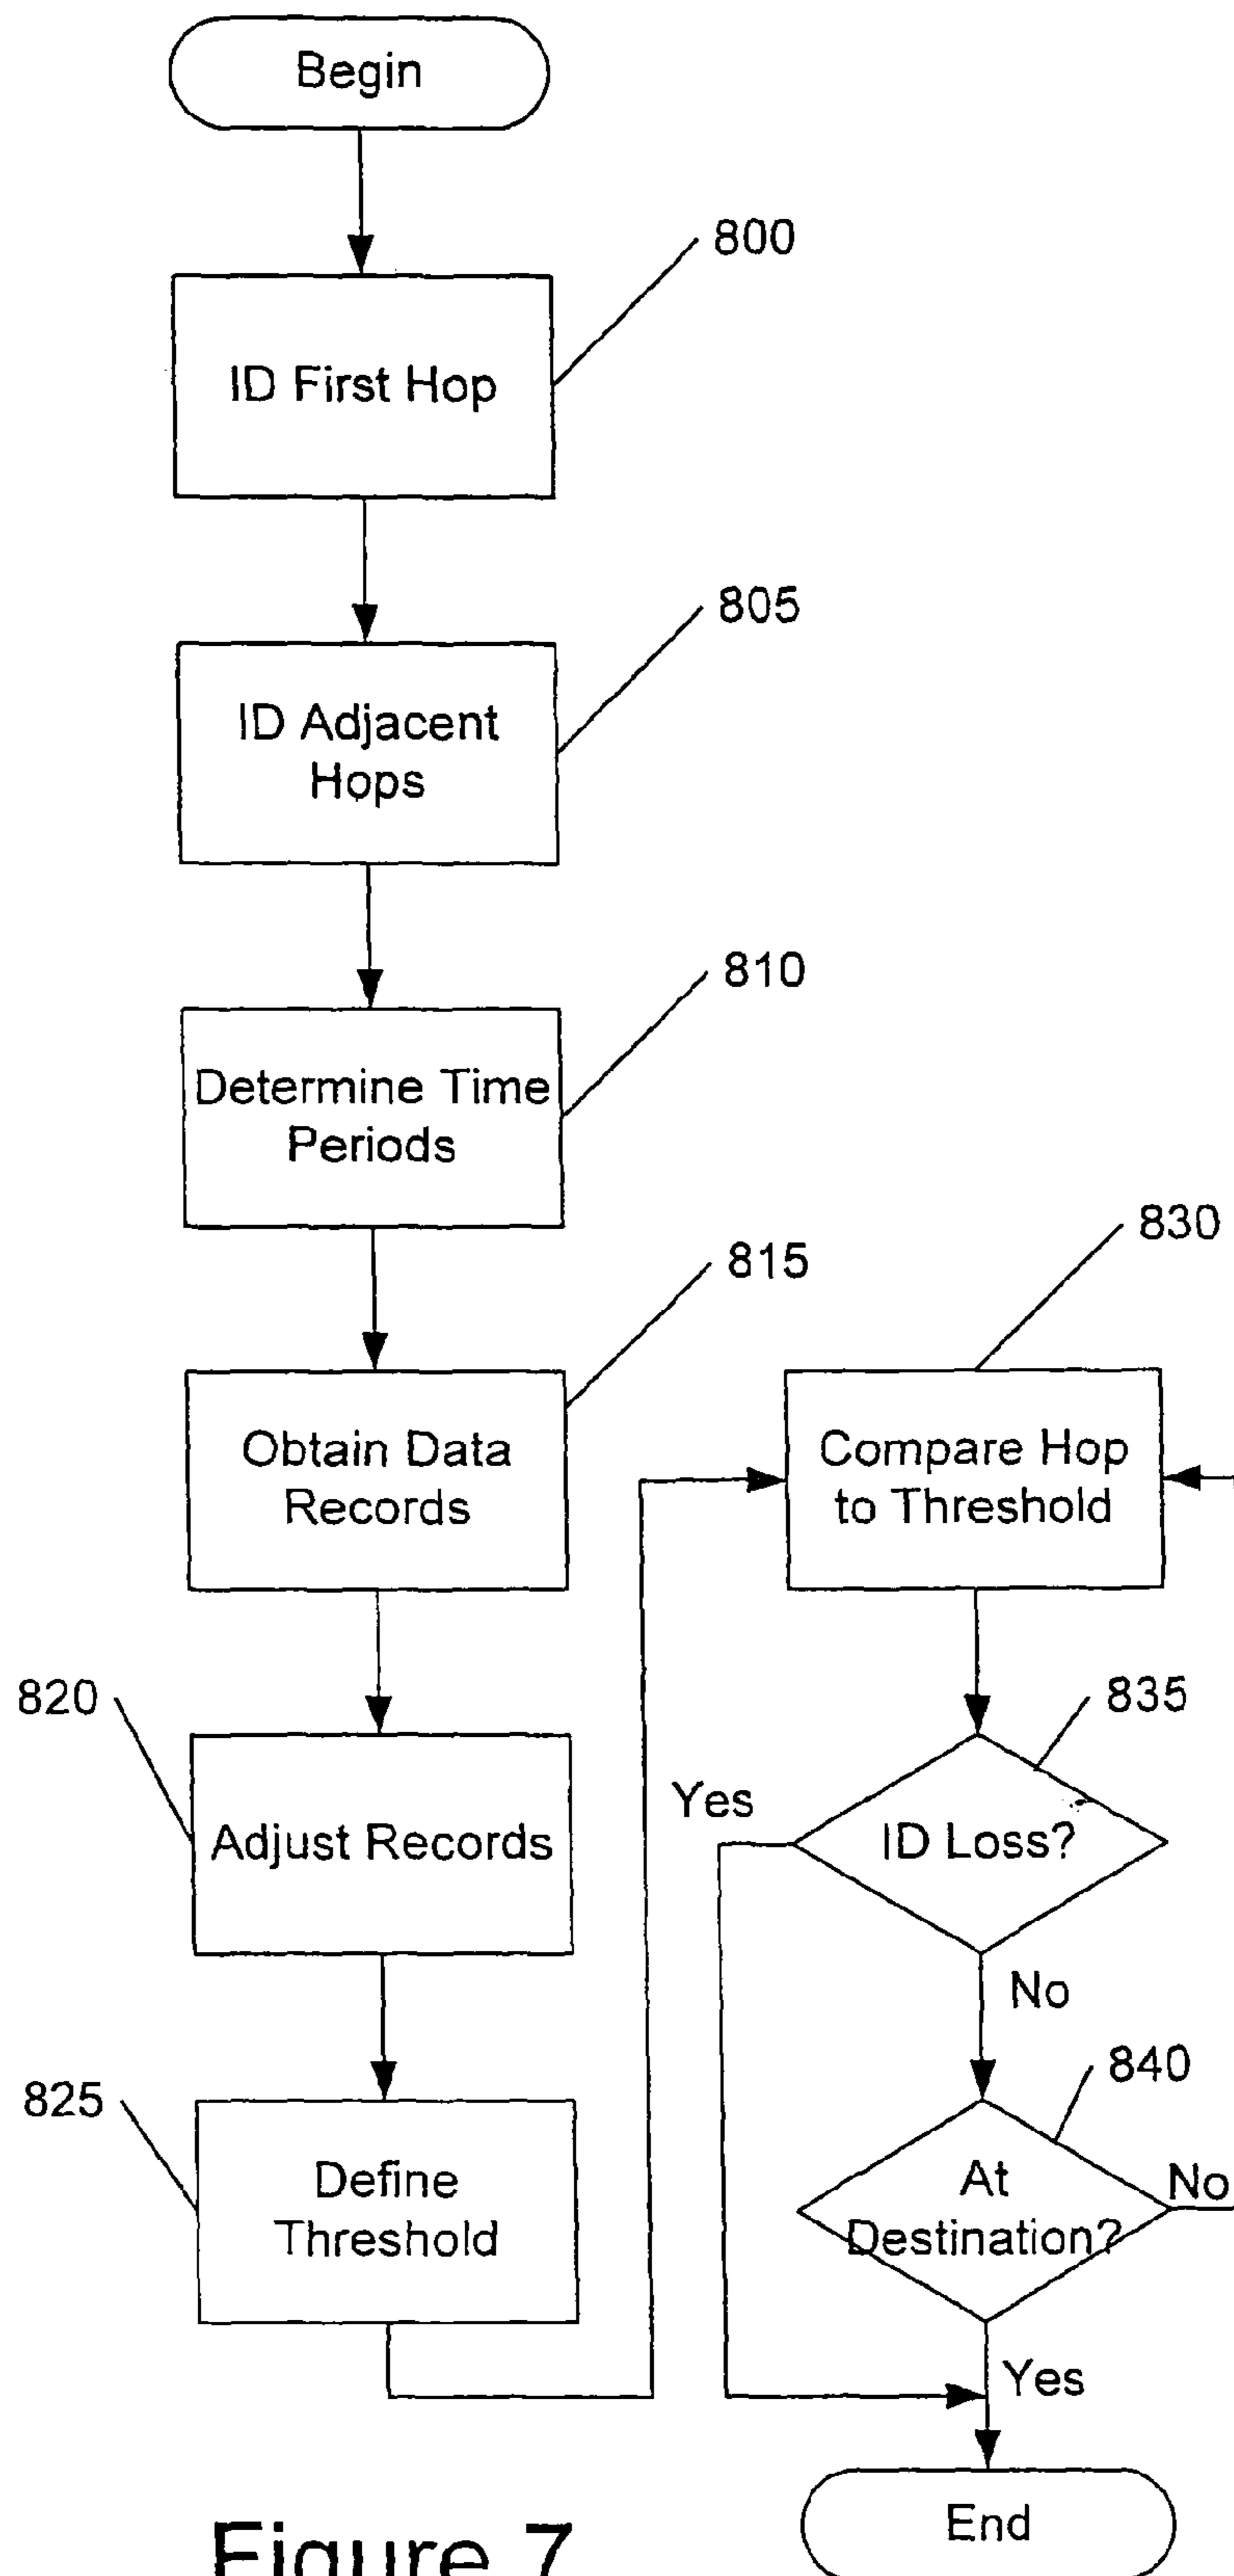 Begin
800
ID First Hop
805
ID Adjacent
Hops
810
Determine Time
Periods
815
Obtain Data
Records
820
Adjust Records
825
Define
Threshold
830
Compare Hop
to Threshold
835
ID Loss?
Yes
No
840
At
Destination?
No
Yes
End
Figure 7